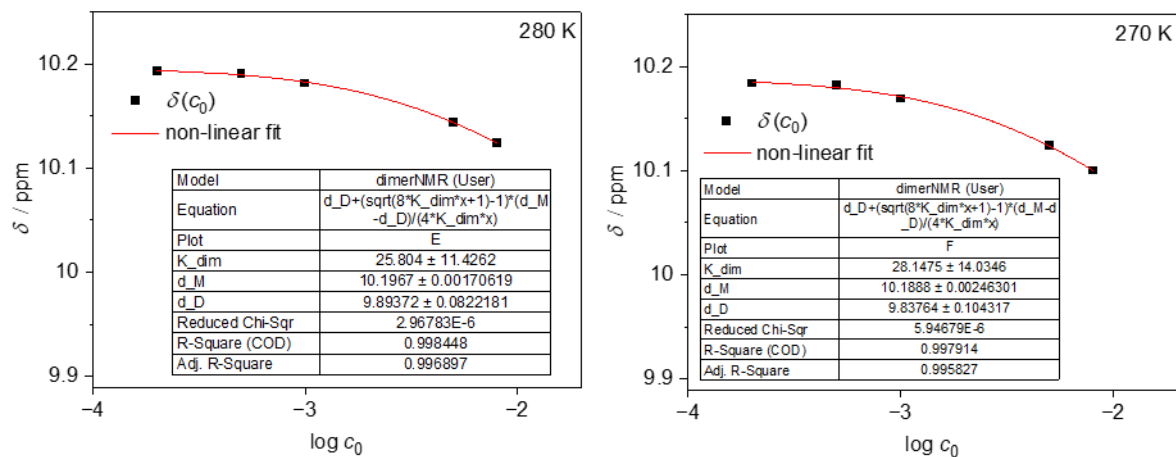 280 K
10.2
10.1
10
9.9
δ / ppm
δ(c0)
non-linear fit
Model dimerNMR (User)
Equation d_D+(sqrt(8*K_dim*x+1)-1)*(d_M
-d_D)/(4*K_dim*x)
Plot E
K_dim 25.804 ± 11.4262
d_M 10.1967 ± 0.00170619
d_D 9.89372 ± 0.0822181
Reduced Chi-Sqr 2.96783E-6
R-Square (COD) 0.998448
Adj. R-Square 0.996897
−4 −3 −2
log c0
270 K
10.2
10.1
10
9.9
δ / ppm
δ(c0)
non-linear fit
Model dimerNMR (User)
Equation d_D+(sqrt(8*K_dim*x+1)-1)*(d_M-d
_D)/(4*K_dim*x)
Plot F
K_dim 28.1475 ± 14.0346
d_M 10.1888 ± 0.00246301
d_D 9.83764 ± 0.104317
Reduced Chi-Sqr 5.94679E-6
R-Square (COD) 0.997914
Adj. R-Square 0.995827
−4 −3 −2
log c0